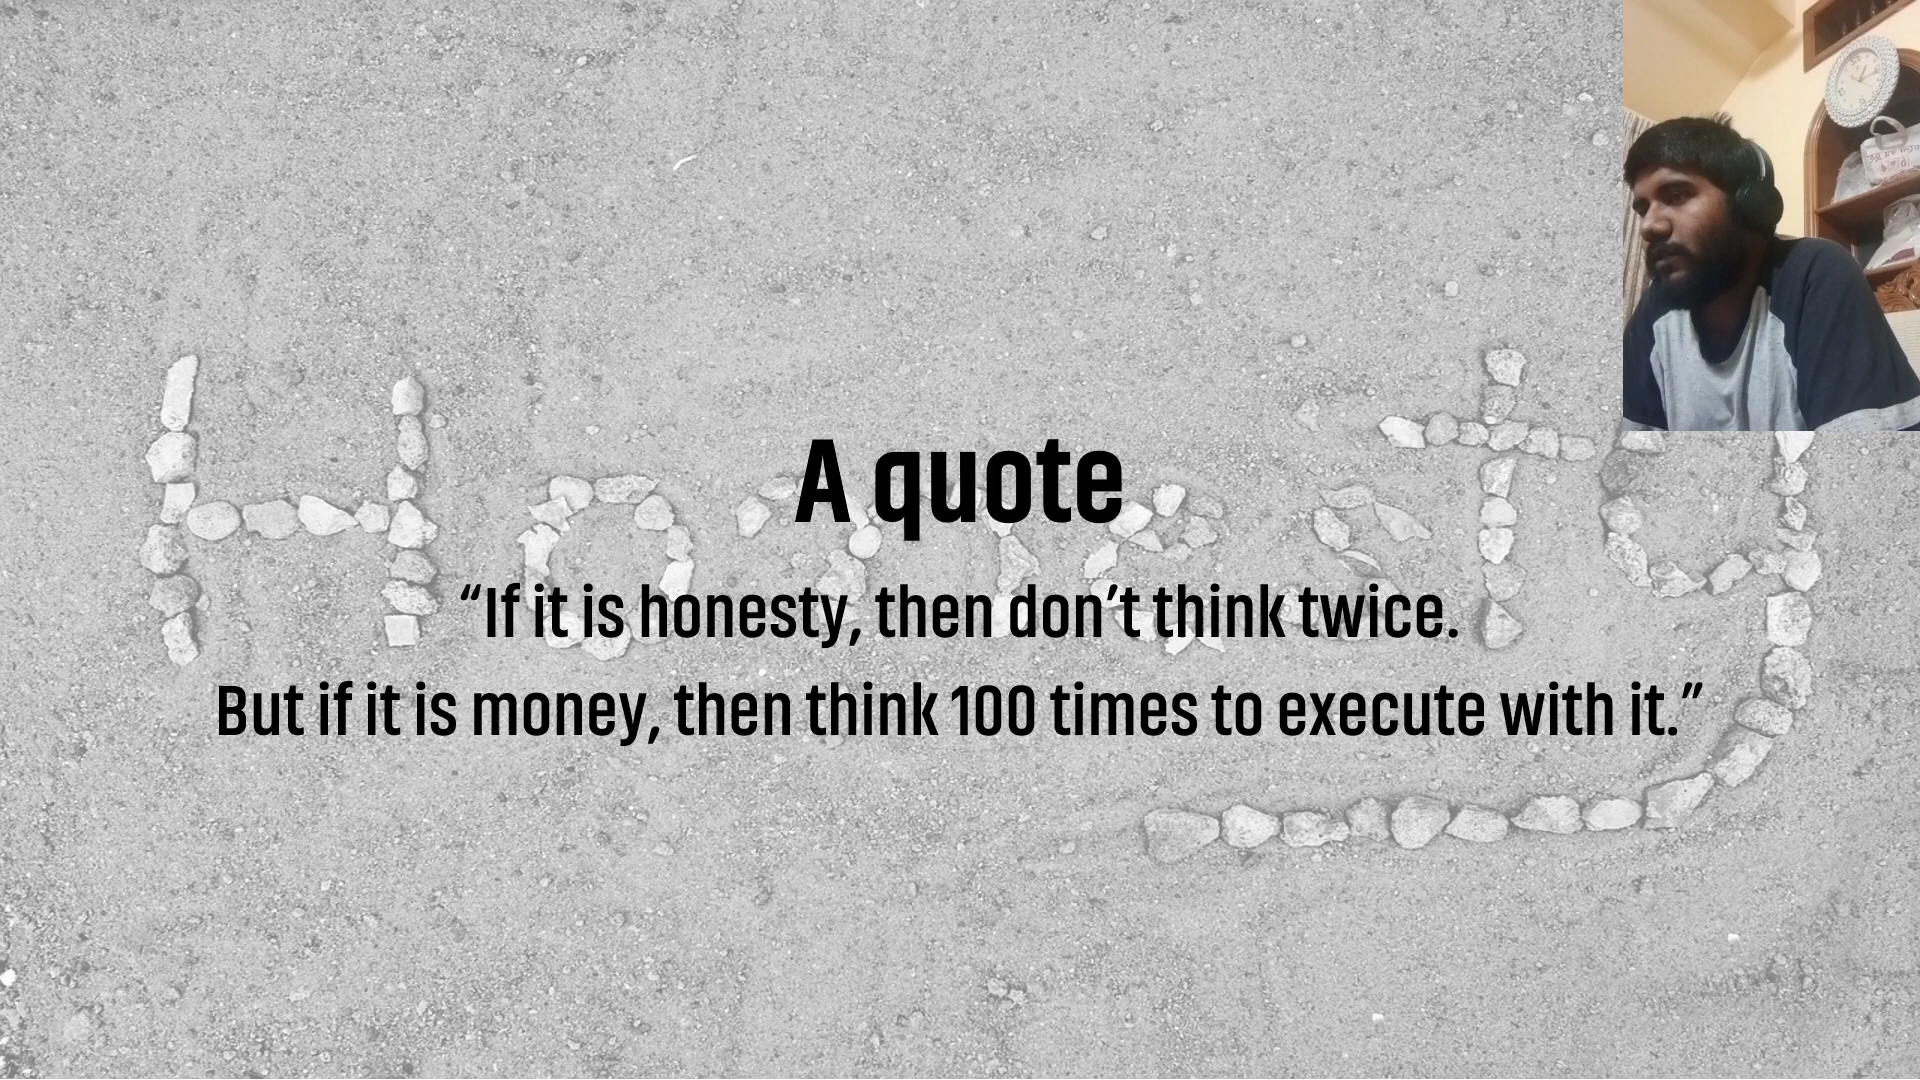 A quote
Honesty
“If it is honesty, then don’t think twice.
But if it is money, then think 100 times to execute with it.”